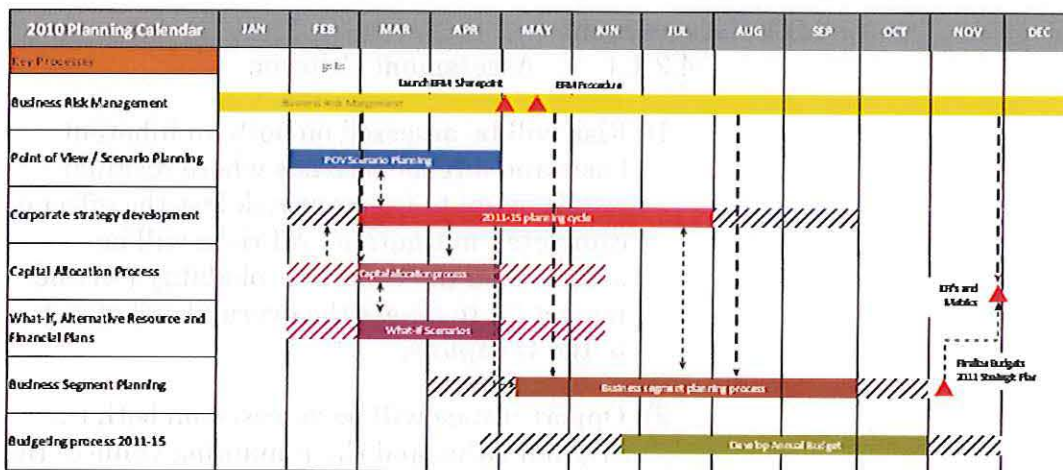 2010 Planning Calendar JAN FEB MAR APR MAY JUN JUL AUG SEP OCT NOV DEC
Key Processes
Launch ERM Sharepoint ERM Procedure
Business Risk Management Business Risk Mangement
Point of View / Scenario Planning POV Scenario Planning
Corporate strategy development 2011-15 planning cycle
Capital Allocation Process Capital allocation process
KPI's and
Metrics
What-If, Alternative Resource and
Financial Plans
What-If Scenarios
Finalize Budgets
2011 Strategic Plan
Business Segment Planning Business segment planning process
Budgeting process 2011-15 Develop Annual Budget